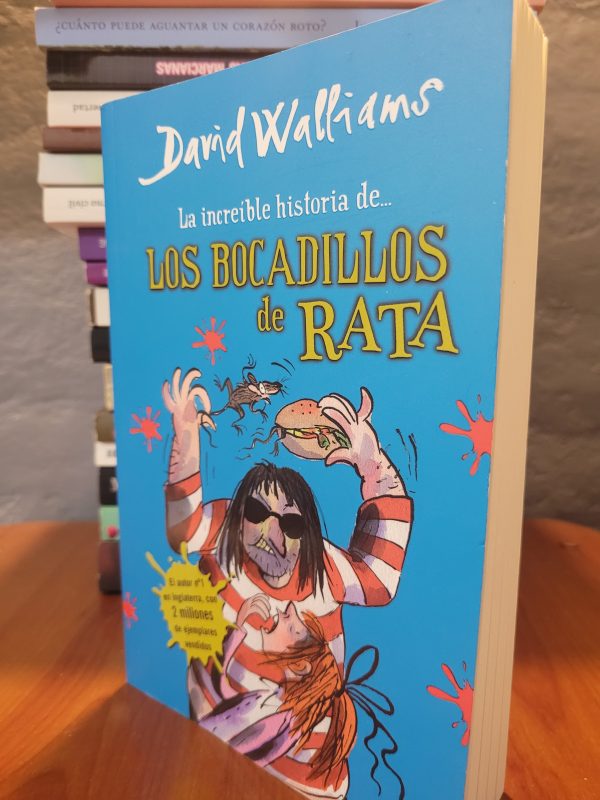 ¿CUÁNTO PUEDE AGUANTAR UN CORAZÓN ROTO?
MARCIANAS
David Walliams
La increíble historia de...
LOS BOCADILLOS
de RATA
El autor nº1
en Inglaterra, con
2 millones
de ejemplares
vendidos